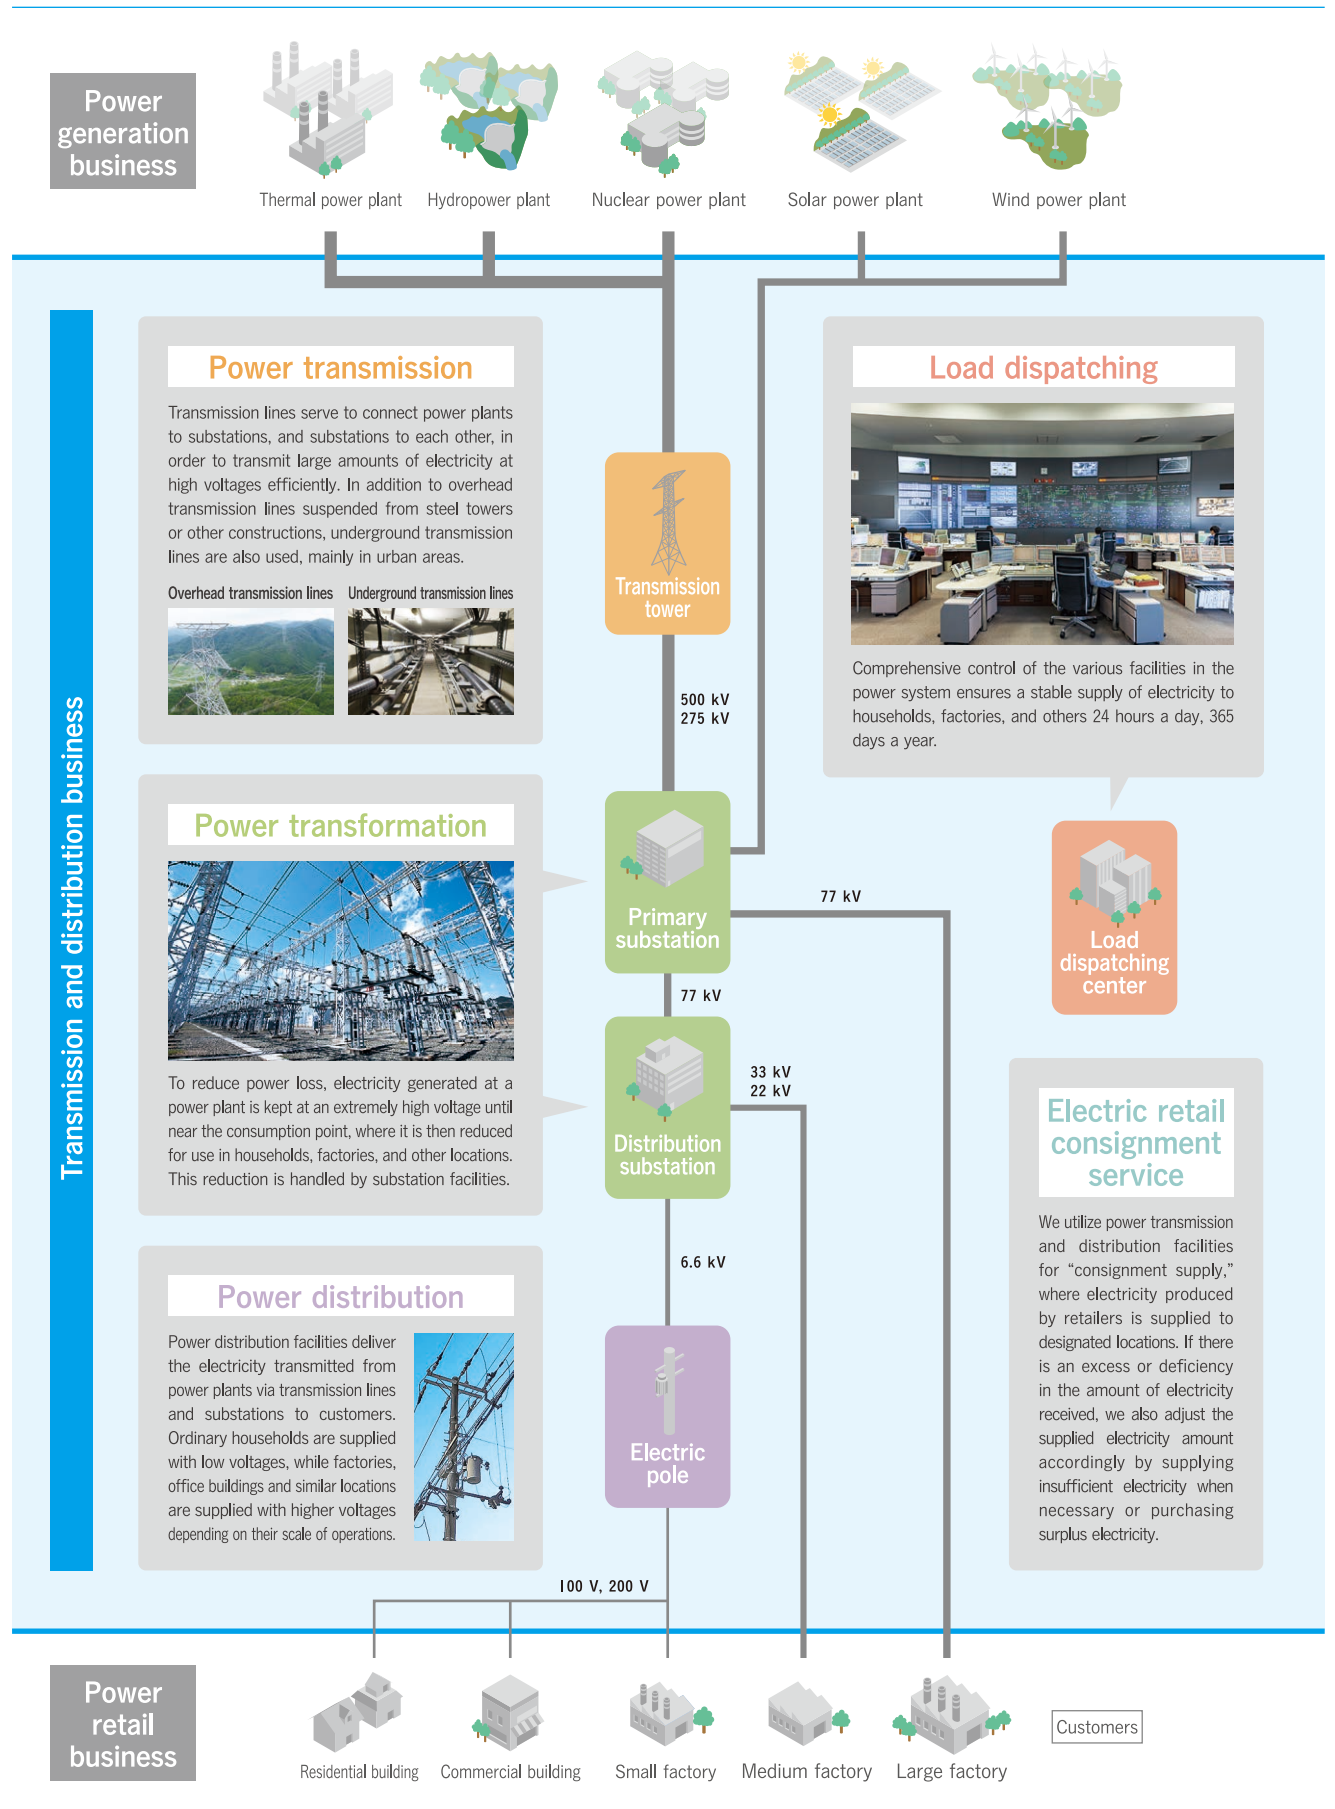 Power
generation
business
Thermal power plant
Hydropower plant
Nuclear power plant
Solar power plant
Wind power plant
Transmission and distribution business
Power transmission
Transmission lines serve to connect power plants
to substations, and substations to each other, in
order to transmit large amounts of electricity at
high voltages efficiently. In addition to overhead
transmission lines suspended from steel towers
or other constructions, underground transmission
lines are also used, mainly in urban areas.
Overhead transmission lines
Underground transmission lines
Transmission
tower
500 kV
275 kV
Load dispatching
Comprehensive control of the various facilities in the
power system ensures a stable supply of electricity to
households, factories, and others 24 hours a day, 365
days a year.
Power transformation
To reduce power loss, electricity generated at a
power plant is kept at an extremely high voltage until
near the consumption point, where it is then reduced
for use in households, factories, and other locations.
This reduction is handled by substation facilities.
Primary
substation
77 kV
77 kV
Load
dispatching
center
Distribution
substation
33 kV
22 kV
6.6 kV
Electric retail
consignment
service
We utilize power transmission
and distribution facilities
for “consignment supply,”
where electricity produced
by retailers is supplied to
designated locations. If there
is an excess or deficiency
in the amount of electricity
received, we also adjust the
supplied electricity amount
accordingly by supplying
insufficient electricity when
necessary or purchasing
surplus electricity.
Power distribution
Power distribution facilities deliver
the electricity transmitted from
power plants via transmission lines
and substations to customers.
Ordinary households are supplied
with low voltages, while factories,
office buildings and similar locations
are supplied with higher voltages
depending on their scale of operations.
Electric
pole
100 V, 200 V
Power
retail
business
Residential building
Commercial building
Small factory
Medium factory
Large factory
Customers